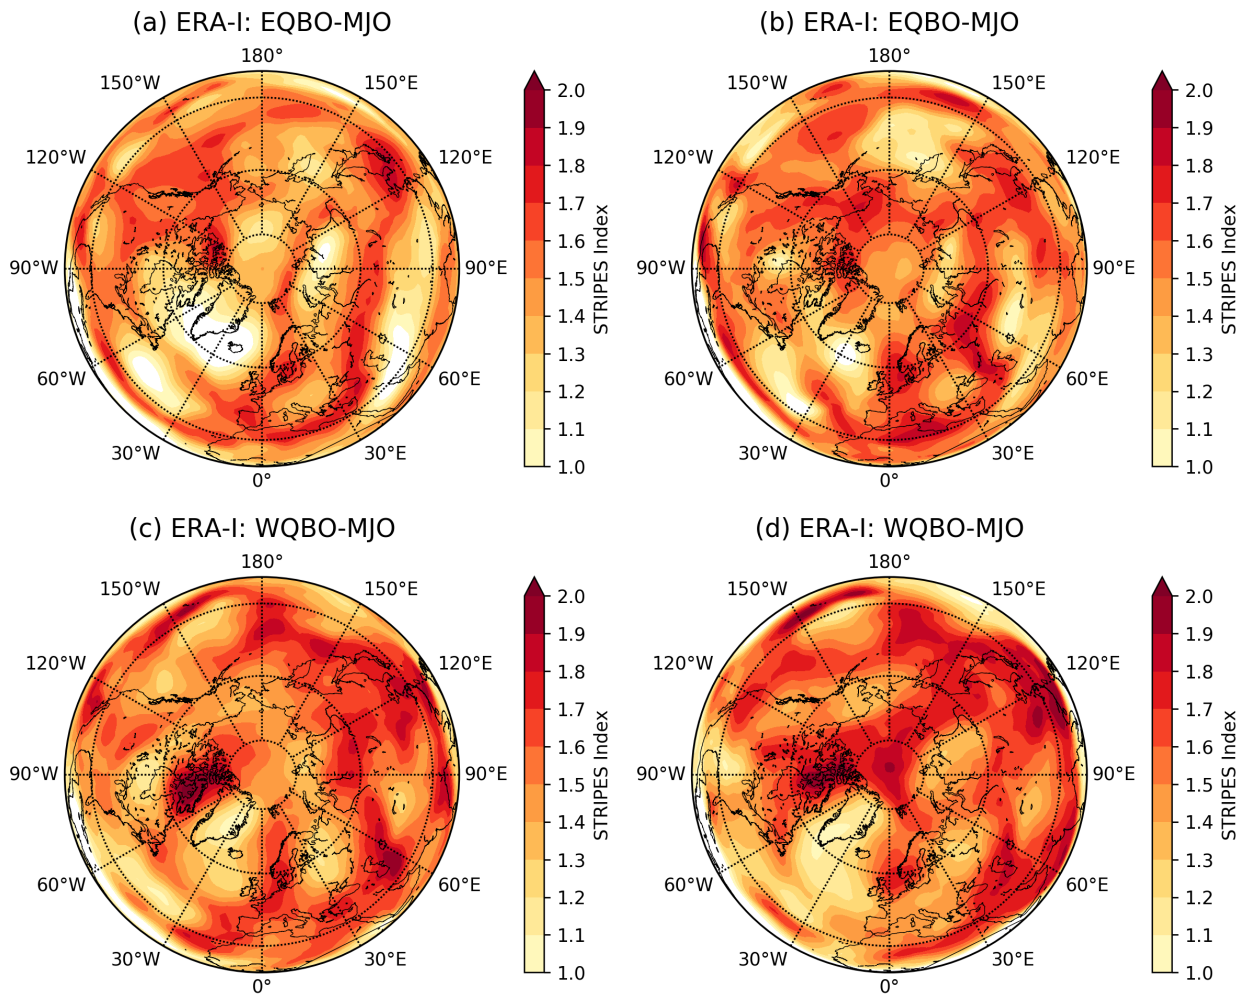 (a) ERA-I: EQBO-MJO
180°
150°W
150°E
120°W
120°E
90°W
90°E
60°W
60°E
30°W
30°E
0°
2.0
1.9
1.8
1.7
1.6
1.5
1.4
1.3
1.2
1.1
1.0
STRIPES Index
(b) ERA-I: EQBO-MJO
180°
150°W
150°E
120°W
120°E
90°W
90°E
60°W
60°E
30°W
30°E
0°
2.0
1.9
1.8
1.7
1.6
1.5
1.4
1.3
1.2
1.1
1.0
STRIPES Index
(c) ERA-I: WQBO-MJO
180°
150°W
150°E
120°W
120°E
90°W
90°E
60°W
60°E
30°W
30°E
0°
2.0
1.9
1.8
1.7
1.6
1.5
1.4
1.3
1.2
1.1
1.0
STRIPES Index
(d) ERA-I: WQBO-MJO
180°
150°W
150°E
120°W
120°E
90°W
90°E
60°W
60°E
30°W
30°E
0°
2.0
1.9
1.8
1.7
1.6
1.5
1.4
1.3
1.2
1.1
1.0
STRIPES Index